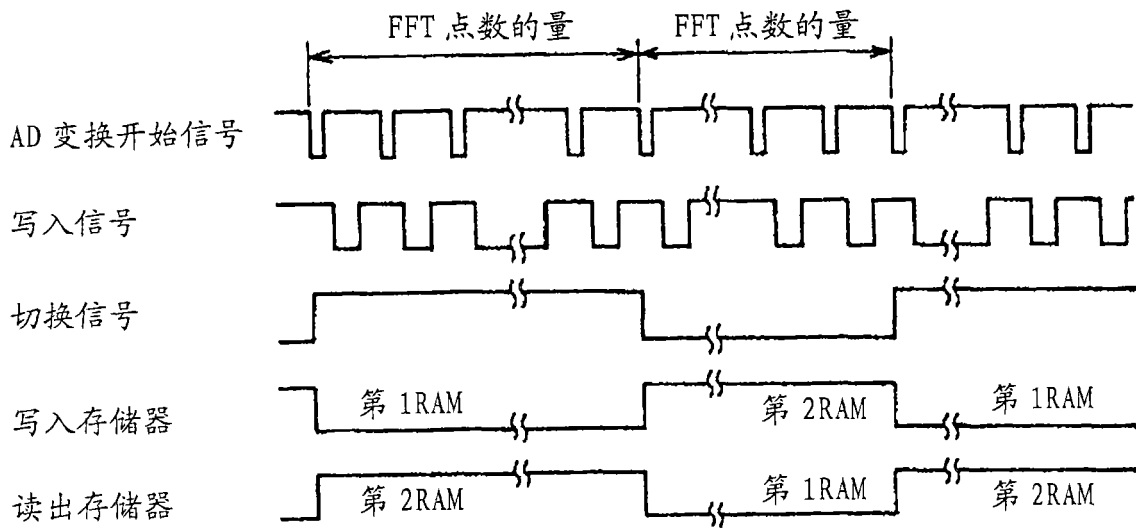 FFT 点数的量 FFT 点数的量
AD 变换开始信号
写入信号
切换信号
写入存储器 第 1RAM 第 2RAM 第 1RAM
读出存储器 第 2RAM 第 1RAM 第 2RAM